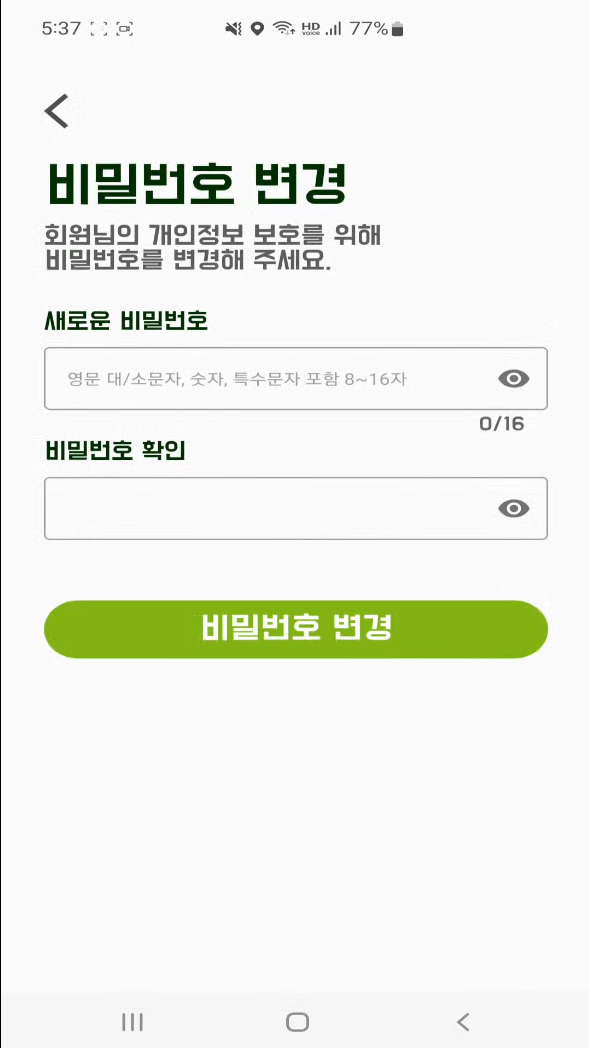 5:37 HD voice 77%
비밀번호 변경
회원님의 개인정보 보호를 위해
비밀번호를 변경해 주세요.
새로운 비밀번호
영문 대/소문자, 숫자, 특수문자 포함 8~16자
0/16
비밀번호 확인
비밀번호 변경